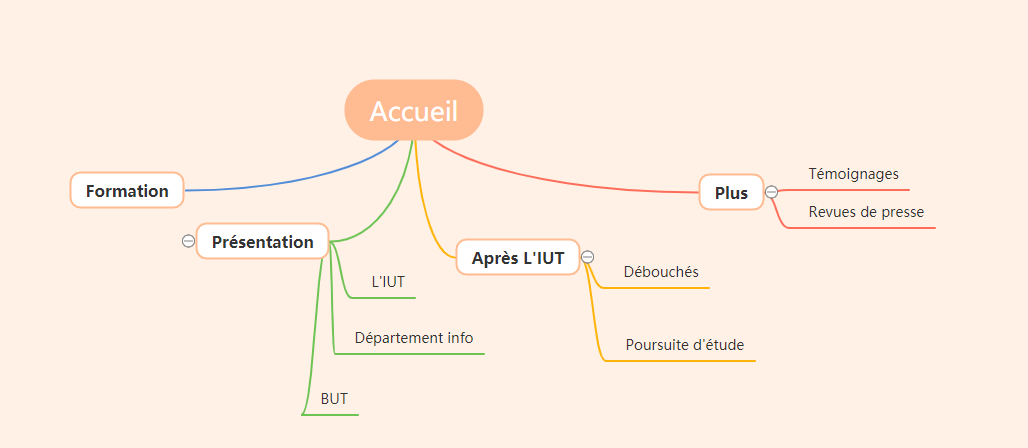 Accueil
Formation
Présentation
L'IUT
Département info
BUT
Après L'IUT
Débouchés
Poursuite d'étude
Plus
Témoignages
Revues de presse